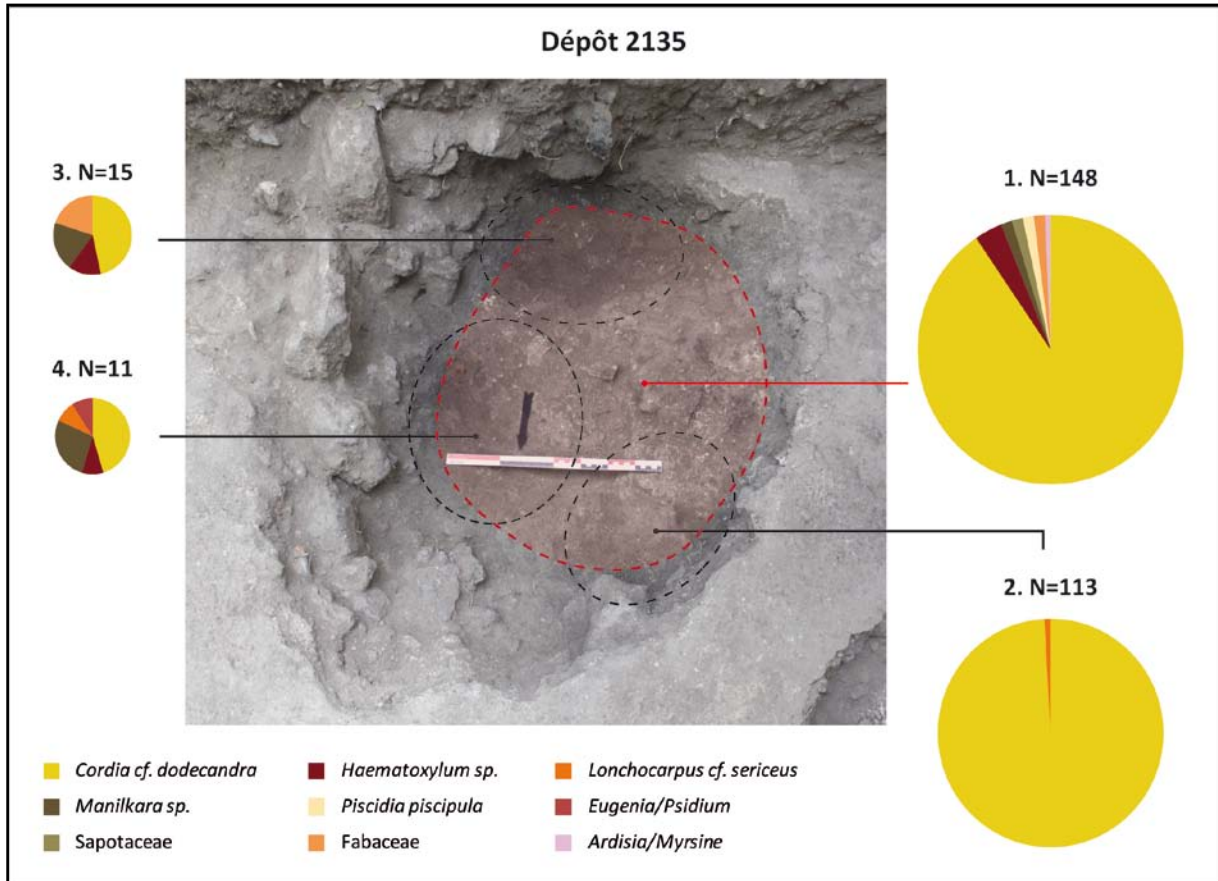 Dépôt 2135
3. N=15
1. N=148
4. N=11
2. N=113
Cordia cf. dodecandra
Haematoxylum sp.
Lonchocarpus cf. sericeus
Manilkara sp.
Piscidia piscipula
Eugenia/Psidium
Sapotaceae
Fabaceae
Ardisia/Myrsine